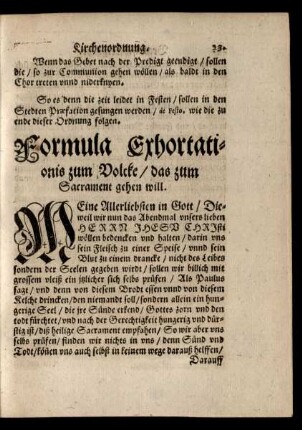 Kirchenordnung.
Wenn das Gebet nach der Predigt geendigt / sollen
die / so zur Communion gehen wöllen / als baldt in den
Chor treten vnnd niderknyen.
So es denn die zeit leidet in Festen / sollen in den
Stedten Præfation gesungen werden / wie die zu
ende dieser Ordnung folgen.
Formula Exhortati-
onis zum Volcke / das zum
Sacrament gehen will.
MEine Allerliebsten in Gott / Die-
weil wir nun das Abendmal vnsers lieben
HERRN JHESV CHRIsti
wöllen bedencken vnd halten / darin vns
sein Fleisch zu einer Speise / vnnd sein
Blut zu einem drancke / nicht des Leibes
sondern der Seelen gegeben wirdt / sollen wir billich mit
grossem vleiß ein jtzlicher sich selbs prüfen / Als Paulus
sagt / vnd denn von diesem Brodt essen vnnd von diesem
Kelch drincken / den niemandt soll / sondern allein ein hun-
gerige Seel / die jre Sünde erkend / Gottes zorn vnd den
todt fürchtet / vnd nach der Gerechtigkeit hungerig vnd dür-
stig ist / diß heilige Sacrament empfahen / So wir aber vns
selbs prüfen / finden wir nichts in vns / denn Sünd vnd
Todt / können vns auch selbst in keinem wege darauß helffen /
Darauff